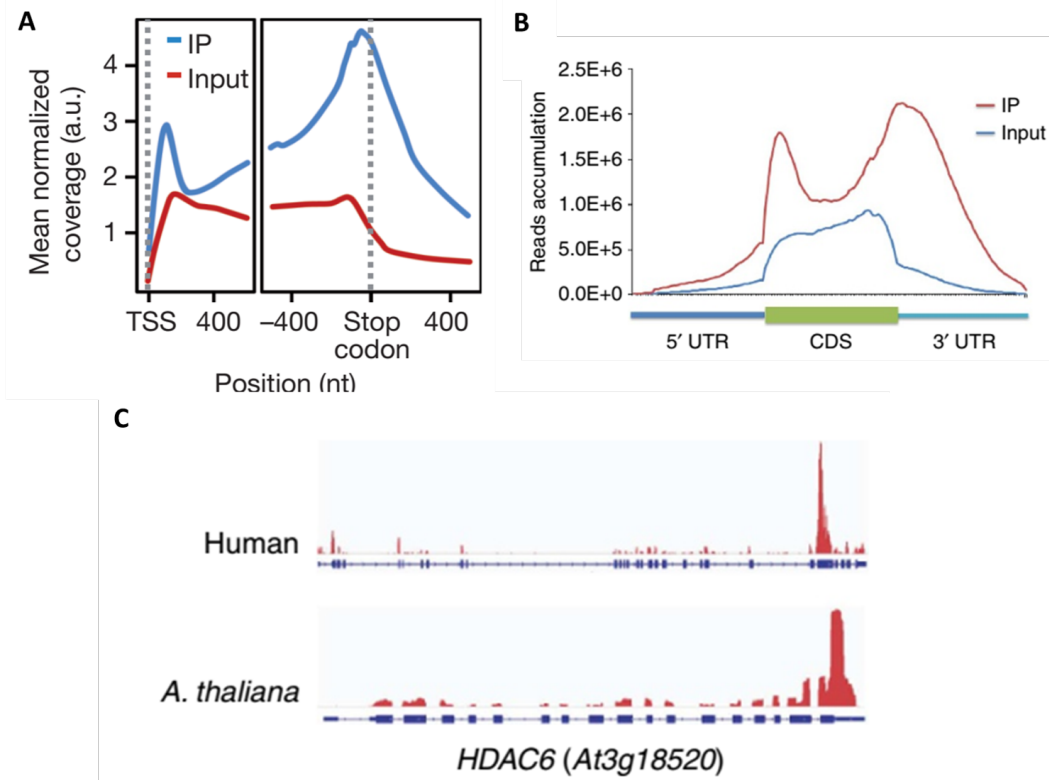 A
IP
Input
Mean normalized
coverage (a.u.)
4
3
2
1
TSS
400
−400
Stop
codon
400
Position (nt)
B
2.5E+6
2.0E+6
1.5E+6
1.0E+6
5.0E+5
0.0E+0
Reads accumulation
IP
Input
5′ UTR
CDS
3′ UTR
C
Human
A. thaliana
HDAC6 (At3g18520)